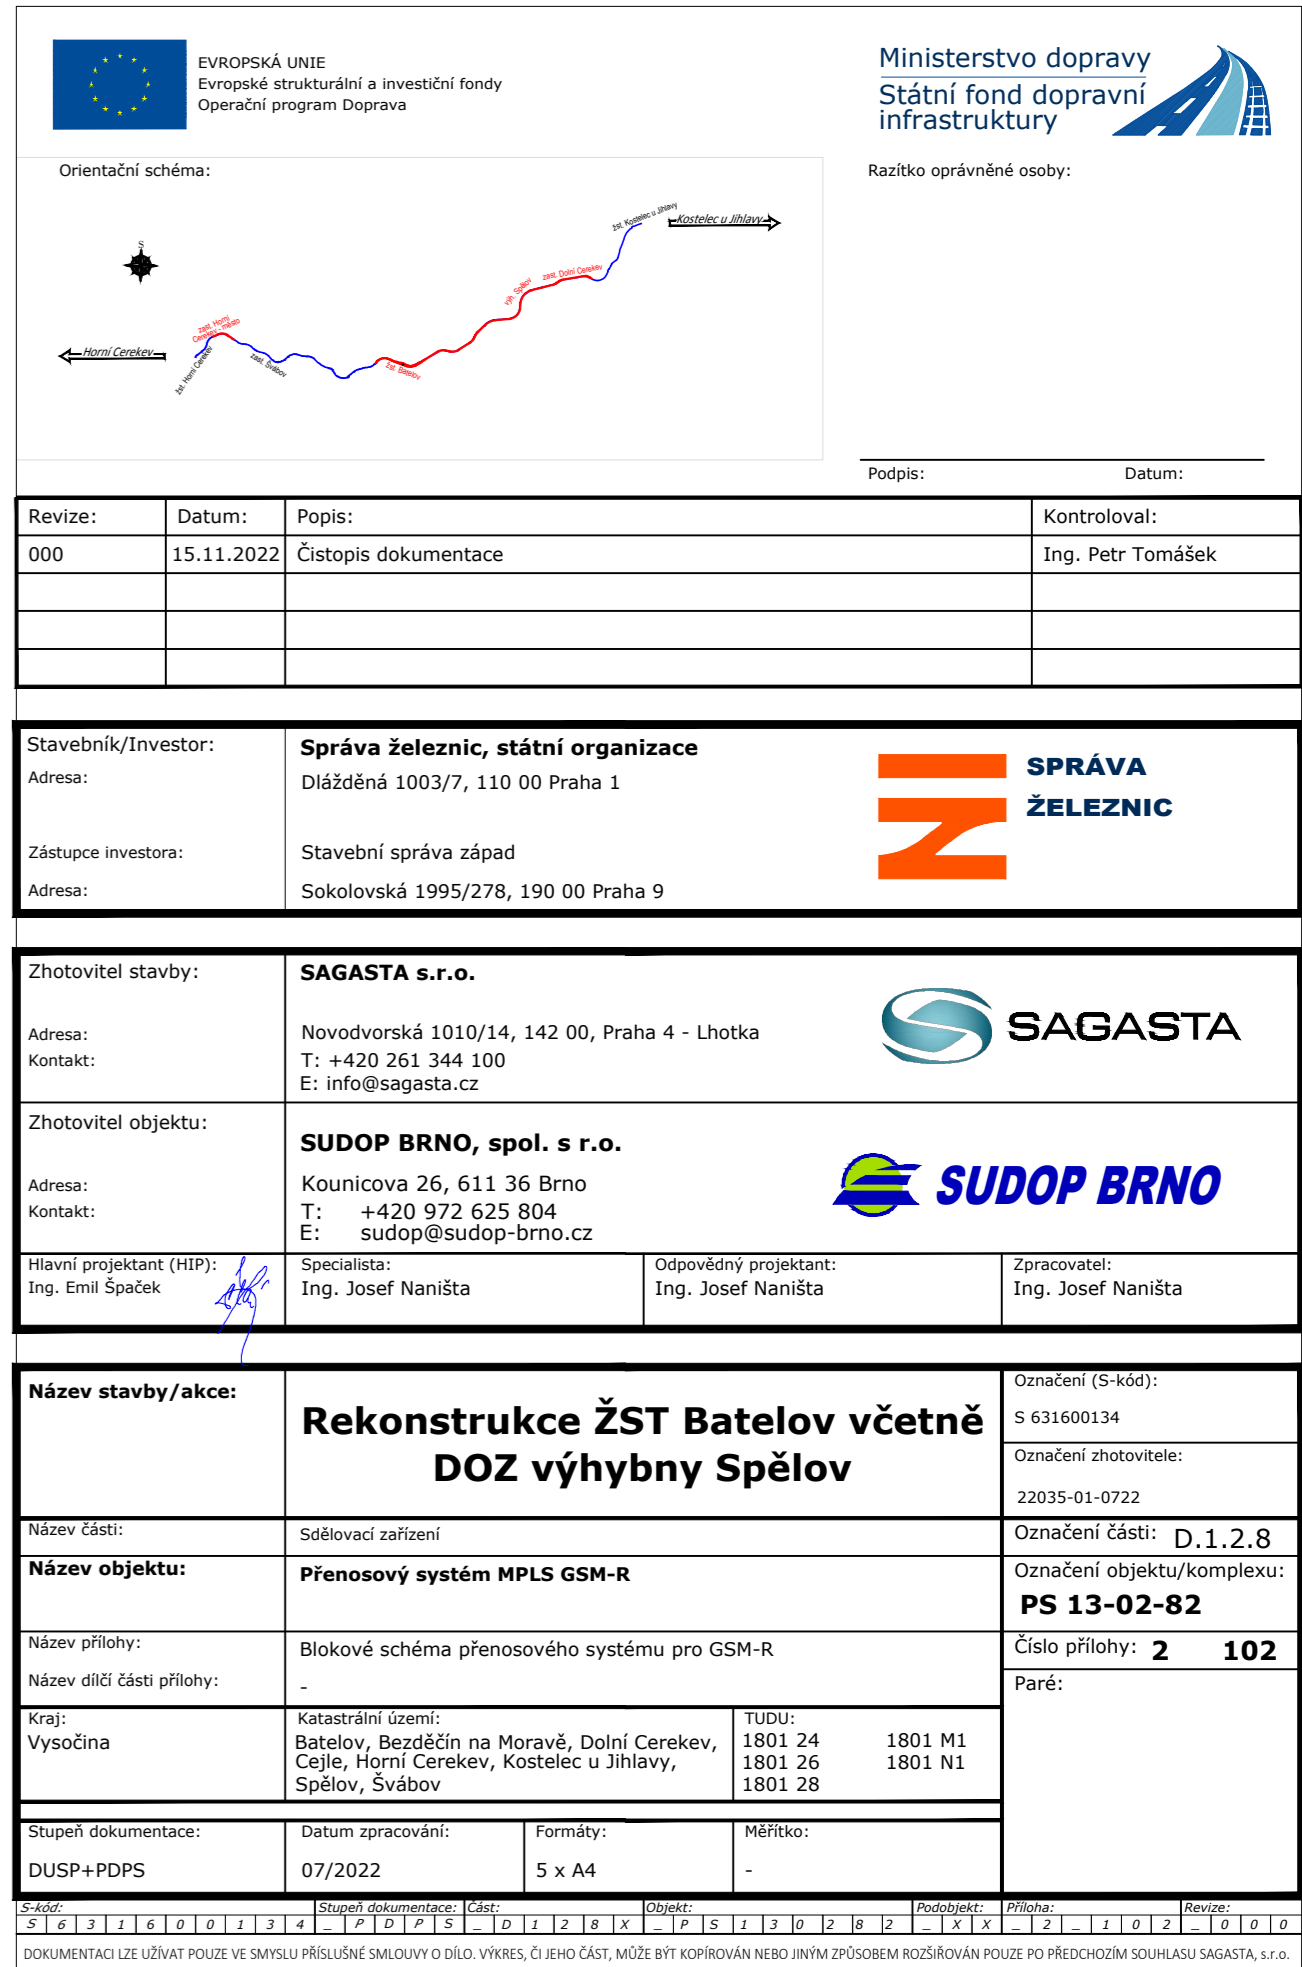 EVROPSKÁ UNIE
Evropské strukturální a investiční fondy
Operační program Doprava
Ministerstvo dopravy
Státní fond dopravní
infrastruktury
Orientační schéma:
Razítko oprávněné osoby:
S
žst. Kostelec u Jihlavy
Kostelec u Jihlavy
zast. Dolní Cerekev
výh. Spělov
zast. Horní
Cerekev - město
Horní Cerekev
žst. Horní Cerekev
zast. Švábov
žst. Batelov
Podpis: Datum:
Revize: Datum: Popis: Kontroloval:
000 15.11.2022 Čistopis dokumentace Ing. Petr Tomášek
Stavebník/Investor: Správa železnic, státní organizace
Adresa: Dlážděná 1003/7, 110 00 Praha 1
SPRÁVA
ŽELEZNIC
Zástupce investora: Stavební správa západ
Adresa: Sokolovská 1995/278, 190 00 Praha 9
Zhotovitel stavby: SAGASTA s.r.o.
SAGASTA
Adresa: Novodvorská 1010/14, 142 00, Praha 4 - Lhotka
Kontakt: T: +420 261 344 100
E: info@sagasta.cz
Zhotovitel objektu: SUDOP BRNO, spol. s r.o.
SUDOP BRNO
Adresa: Kounicova 26, 611 36 Brno
Kontakt: T: +420 972 625 804
E: sudop@sudop-brno.cz
Hlavní projektant (HIP): Specialista: Odpovědný projektant: Zpracovatel:
Ing. Emil Špaček Ing. Josef Naništa Ing. Josef Naništa Ing. Josef Naništa
Název stavby/akce: Rekonstrukce ŽST Batelov včetně
DOZ výhybny Spělov
Označení (S-kód):
S 631600134
Označení zhotovitele:
22035-01-0722
Název části: Sdělovací zařízení Označení části: D.1.2.8
Název objektu: Přenosový systém MPLS GSM-R Označení objektu/komplexu:
PS 13-02-82
Název přílohy: Blokové schéma přenosového systému pro GSM-R Číslo přílohy: 2 102
Název dílčí části přílohy: - Paré:
Kraj: Katastrální území: TUDU:
Vysočina Batelov, Bezděčín na Moravě, Dolní Cerekev, 1801 24 1801 M1
Cejle, Horní Cerekev, Kostelec u Jihlavy, 1801 26 1801 N1
Spělov, Švábov 1801 28
Stupeň dokumentace: Datum zpracování: Formáty: Měřítko:
DUSP+PDPS 07/2022 5 x A4 -
S-kód: Stupeň dokumentace: Část: Objekt: Podobjekt: Příloha: Revize:
S 6 3 1 6 0 0 1 3 4 _ P D P S _ D 1 2 8 X _ P S 1 3 0 2 8 2 _ X X _ 2 _ 1 0 2 _ 0 0 0
DOKUMENTACI LZE UŽÍVAT POUZE VE SMYSLU PŘÍSLUŠNÉ SMLOUVY O DÍLO. VÝKRES, ČI JEHO ČÁST, MŮŽE BÝT KOPÍROVÁN NEBO JINÝM ZPŮSOBEM ROZŠIŘOVÁN POUZE PO PŘEDCHOZÍM SOUHLASU SAGASTA, s.r.o.